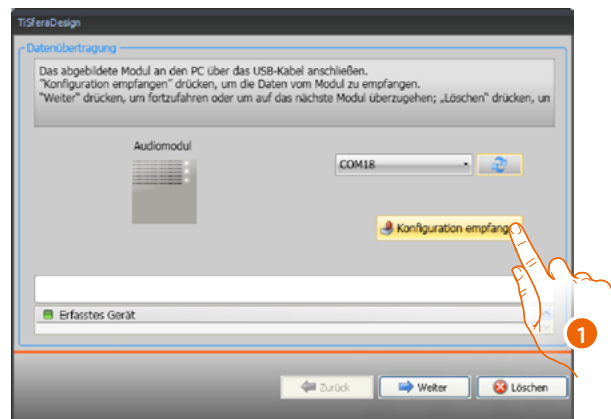 TiSferaDesign
Datenübertragung
Das abgebildete Modul an den PC über das USB-Kabel anschließen.
"Konfiguration empfangen" drücken, um die Daten vom Modul zu empfangen.
"Weiter" drücken, um fortzufahren oder um auf das nächste Modul überzugehen; „Löschen" drücken, un
Audiomodul
COM18
Konfiguration empfang
Erfasstes Gerät
1
Zurück
Weiter
Löschen